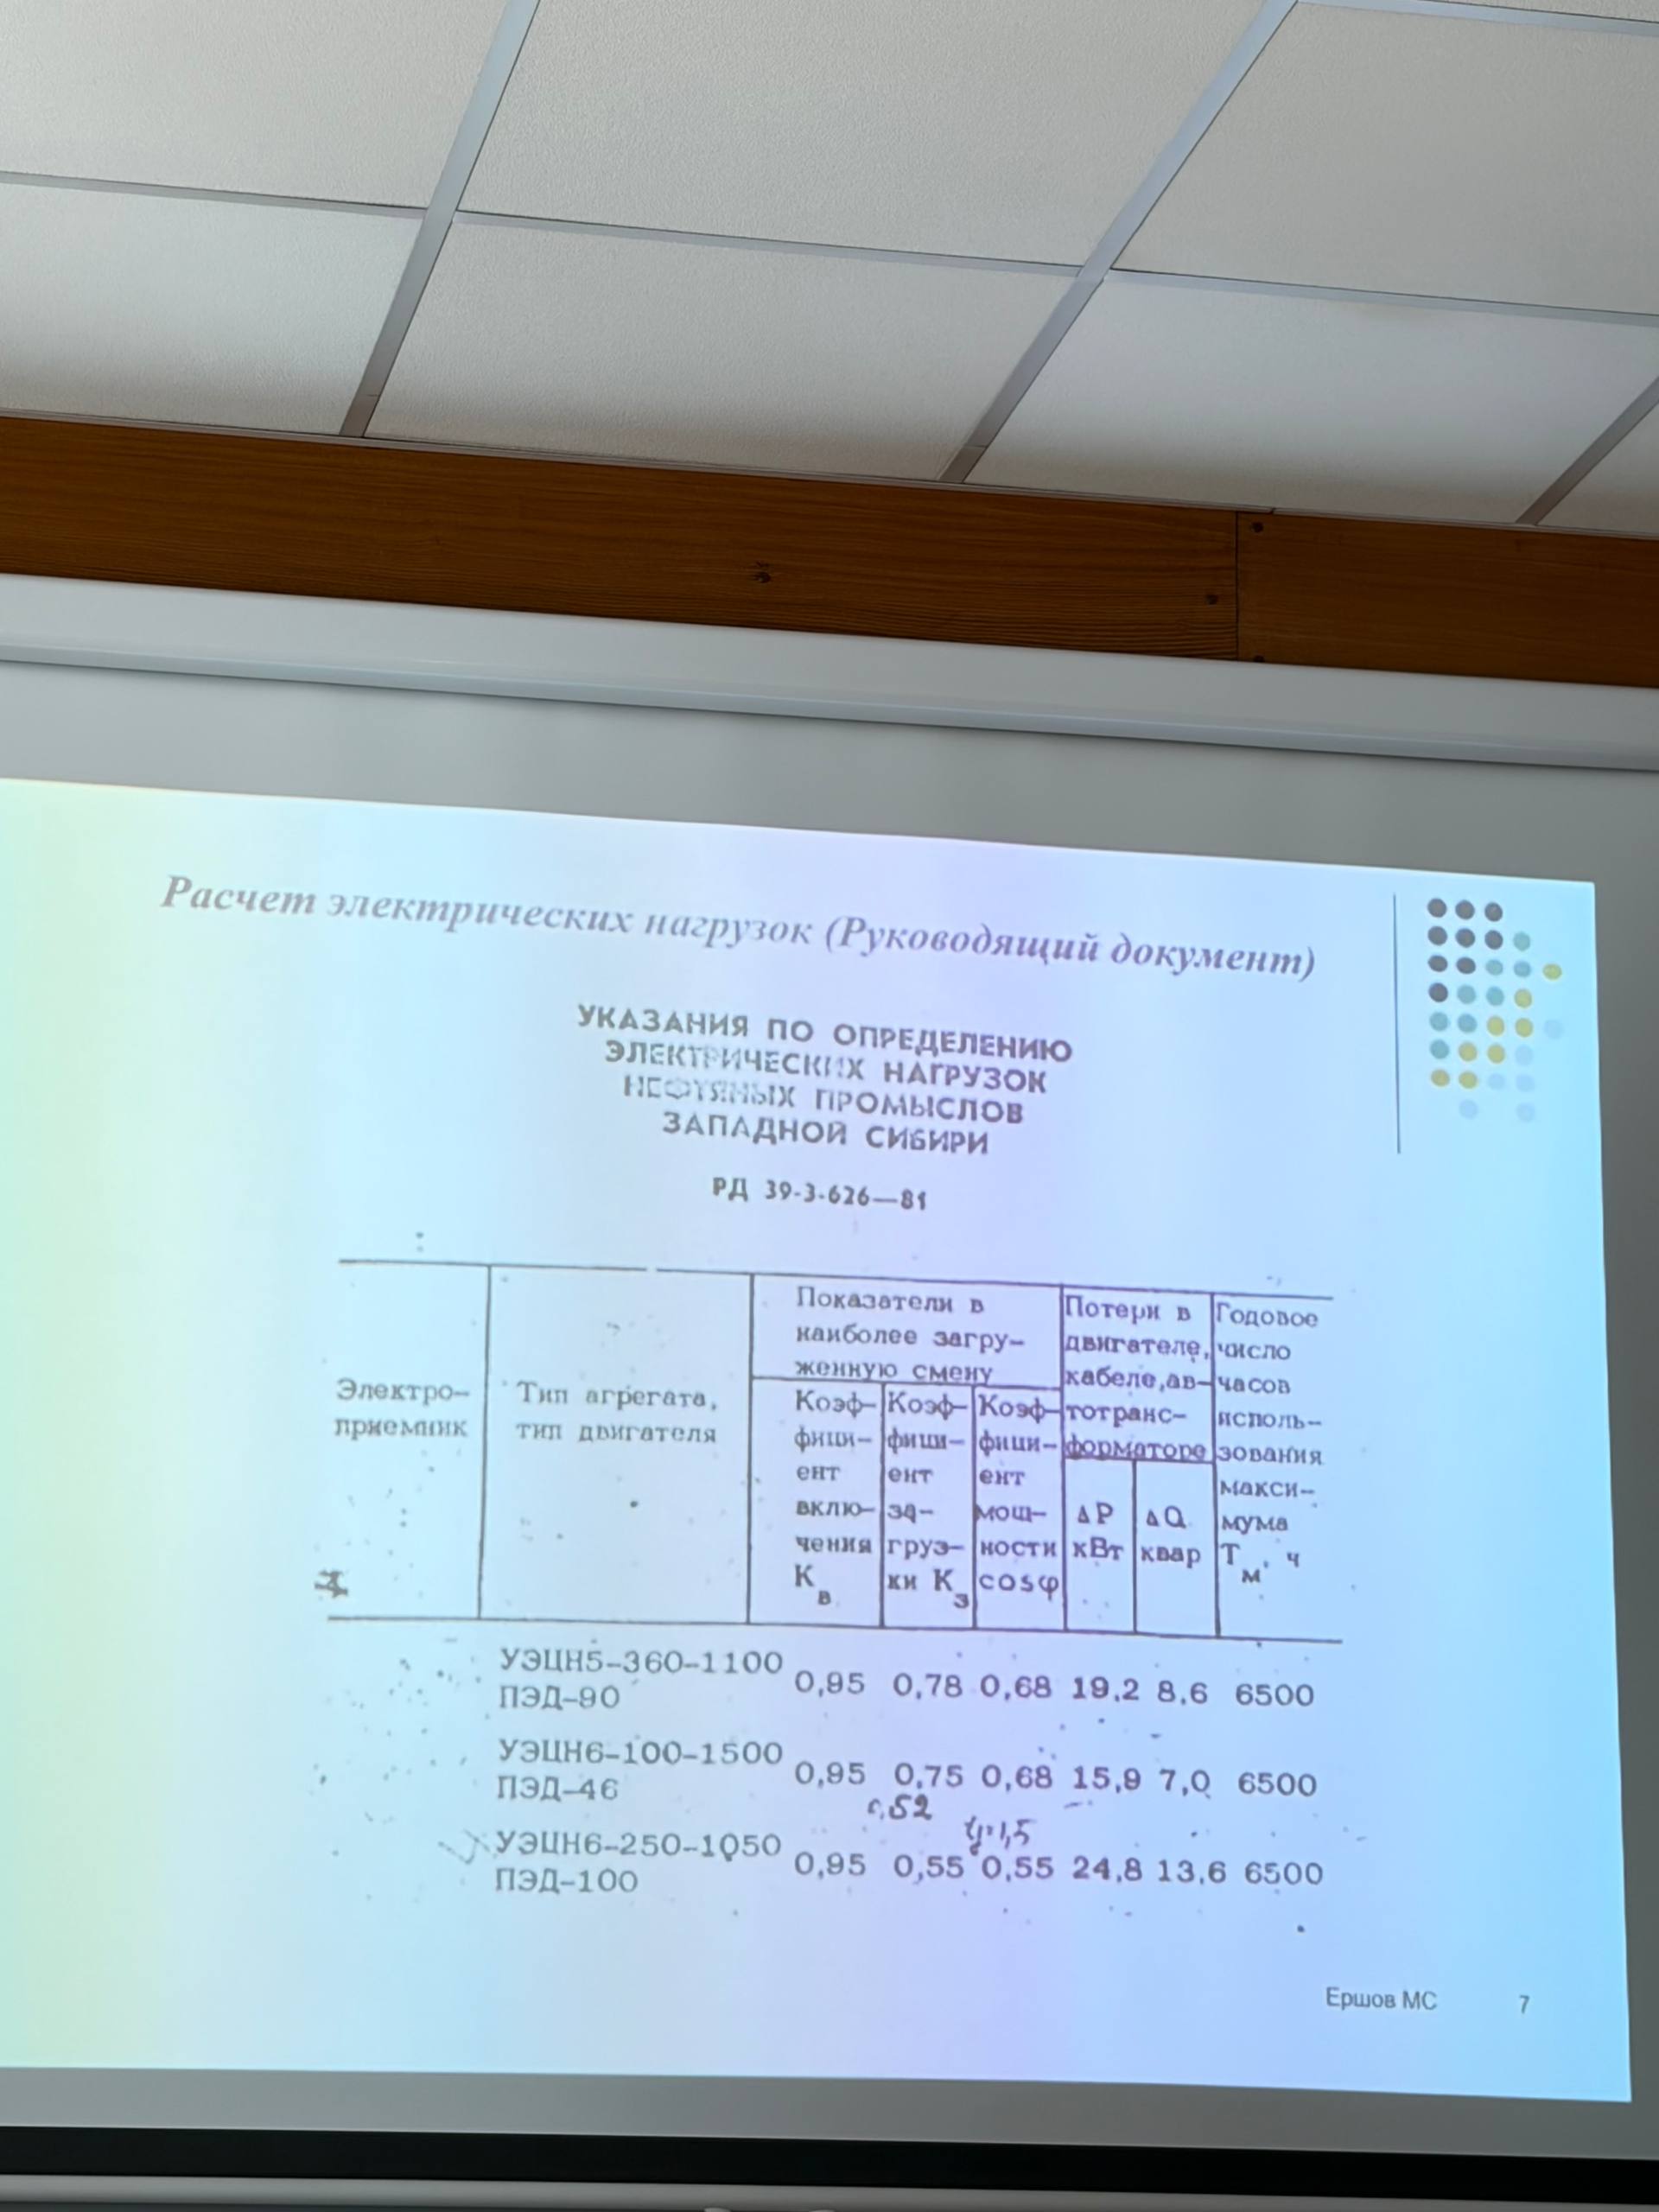 Расчет электрических нагрузок (Руководящий документ)
УКАЗАНИЯ ПО ОПРЕДЕЛЕНИЮ
ЭЛЕКТРИЧЕСКИХ НАГРУЗОК
НЕФТЯНЫХ ПРОМЫСЛОВ
ЗАПАДНОЙ СИБИРИ
РД 39-3-626—81
Электро-
приемник
Тип агрегата,
тип двигателя
Показатели в
наиболее загру-
женную смену
Коэф-
фици-
ент
вклю-
чения
К в
Коэф-
фици-
ент
за-
груз-
ки К з
Коэф-
фици-
ент
мощ-
ности
cosφ
Потери в
двигателе,
кабеле,ав-
тотранс-
форматоре
ΔP
кВт
ΔQ
квар
Годовое
число
часов
исполь-
зования
макси-
мума
Т м, ч
УЭЦН5-360-1100
ПЭД-90
0,95 0,78 0,68 19,2 8,6 6500
УЭЦН6-100-1500
ПЭД-46
0,95 0,75 0,68 15,9 7,0 6500
0,52
1,5
УЭЦН6-250-1050
ПЭД-100
0,95 0,55 0,55 24,8 13,6 6500
Ершов МС 7